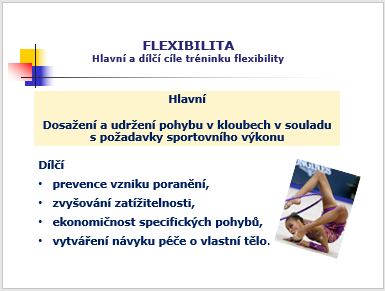 FLEXIBILITA
Hlavní a dílčí cíle tréninku flexibility
Hlavní
Dosažení a udržení pohybu v kloubech v souladu
s požadavky sportovního výkonu
Dílčí
• prevence vzniku poranění,
• zvyšování zatížitelnosti,
• ekonomičnost specifických pohybů,
• vytváření návyku péče o vlastní tělo.